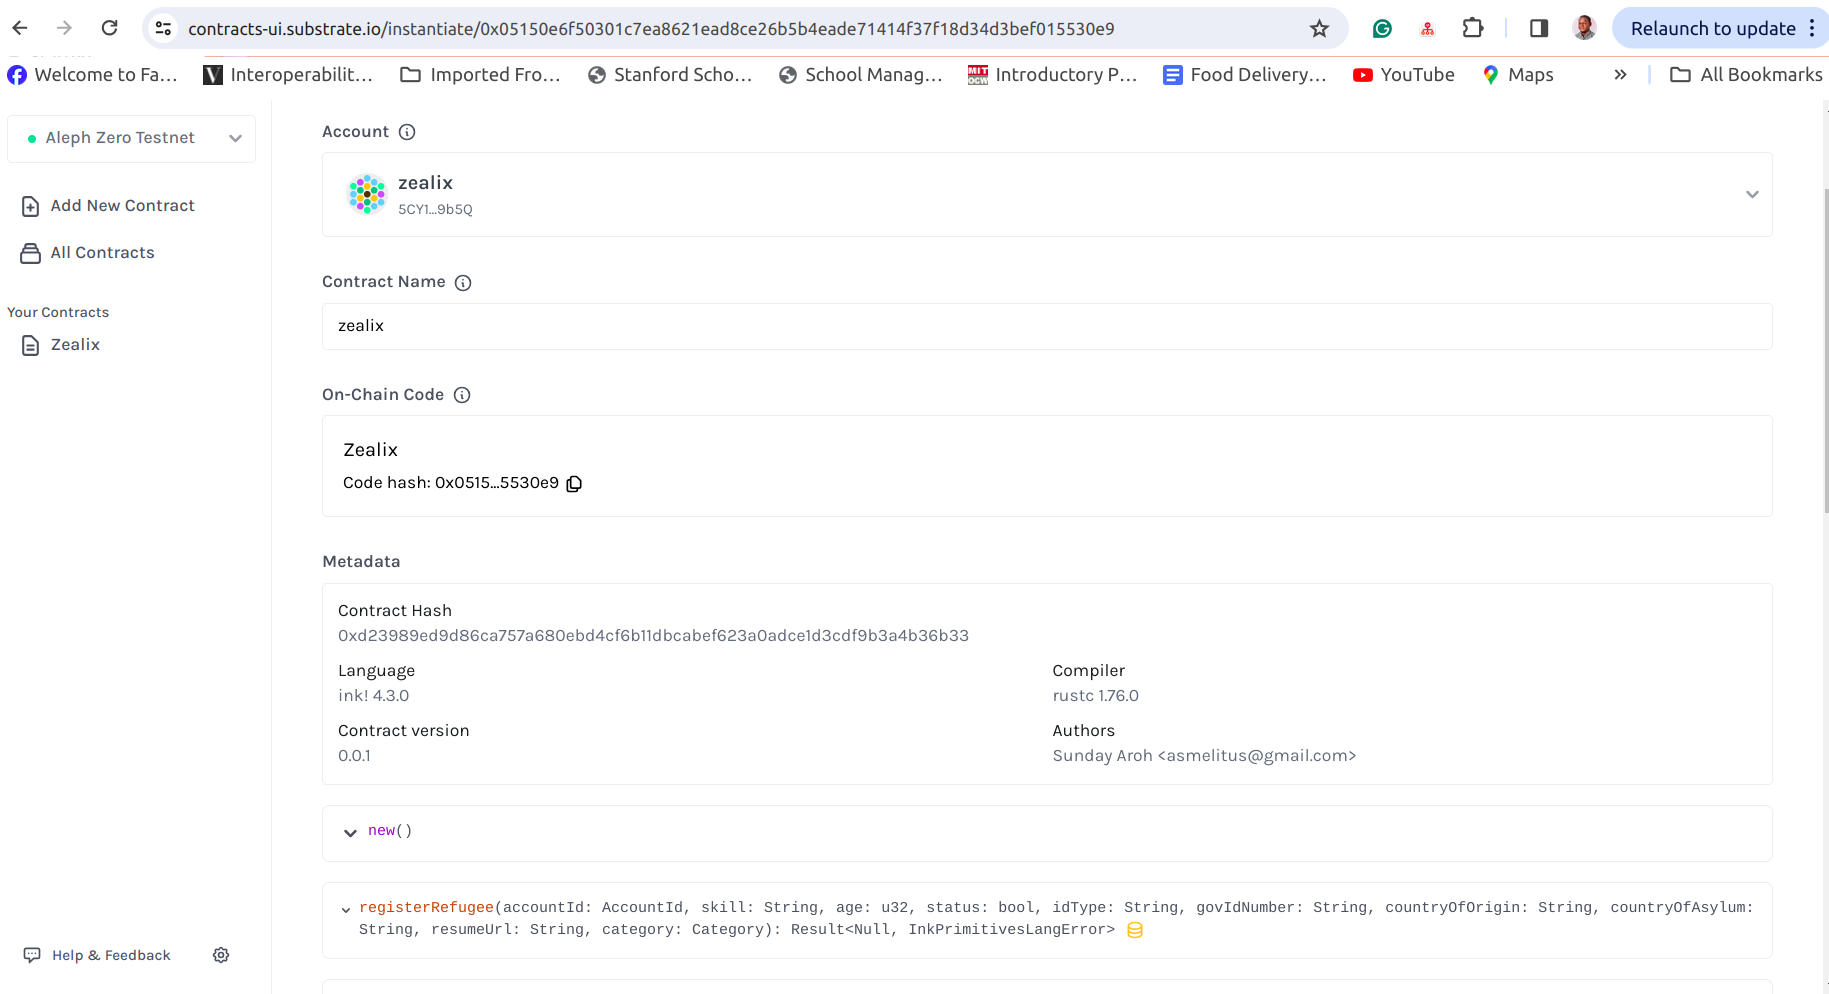 contracts-ui.substrate.io/instantiate/0x05150e6f50301c7ea8621ead8ce26b5b4eade71414f37f18d34d3bef015530e9
Relaunch to update
Welcome to Fa... Interoperabilit... Imported Fro... Stanford Scho... School Manag... MIT OCW Introductory P... Food Delivery... YouTube Maps » All Bookmarks
Aleph Zero Testnet
Add New Contract
All Contracts
Your Contracts
Zealix
Help & Feedback
Account
zealix
5CY1...9b5Q
Contract Name
zealix
On-Chain Code
Zealix
Code hash: 0x0515...5530e9
Metadata
Contract Hash
0xd23989ed9d86ca757a680ebd4cf6b11dbcabef623a0adce1d3cdf9b3a4b36b33
Language
ink! 4.3.0
Compiler
rustc 1.76.0
Contract version
0.0.1
Authors
Sunday Aroh <asmelitus@gmail.com>
new()
registerRefugee(accountId: AccountId, skill: String, age: u32, status: bool, idType: String, govIdNumber: String, countryOfOrigin: String, countryOfAsylum:
String, resumeUrl: String, category: Category): Result<Null, InkPrimitivesLangError>